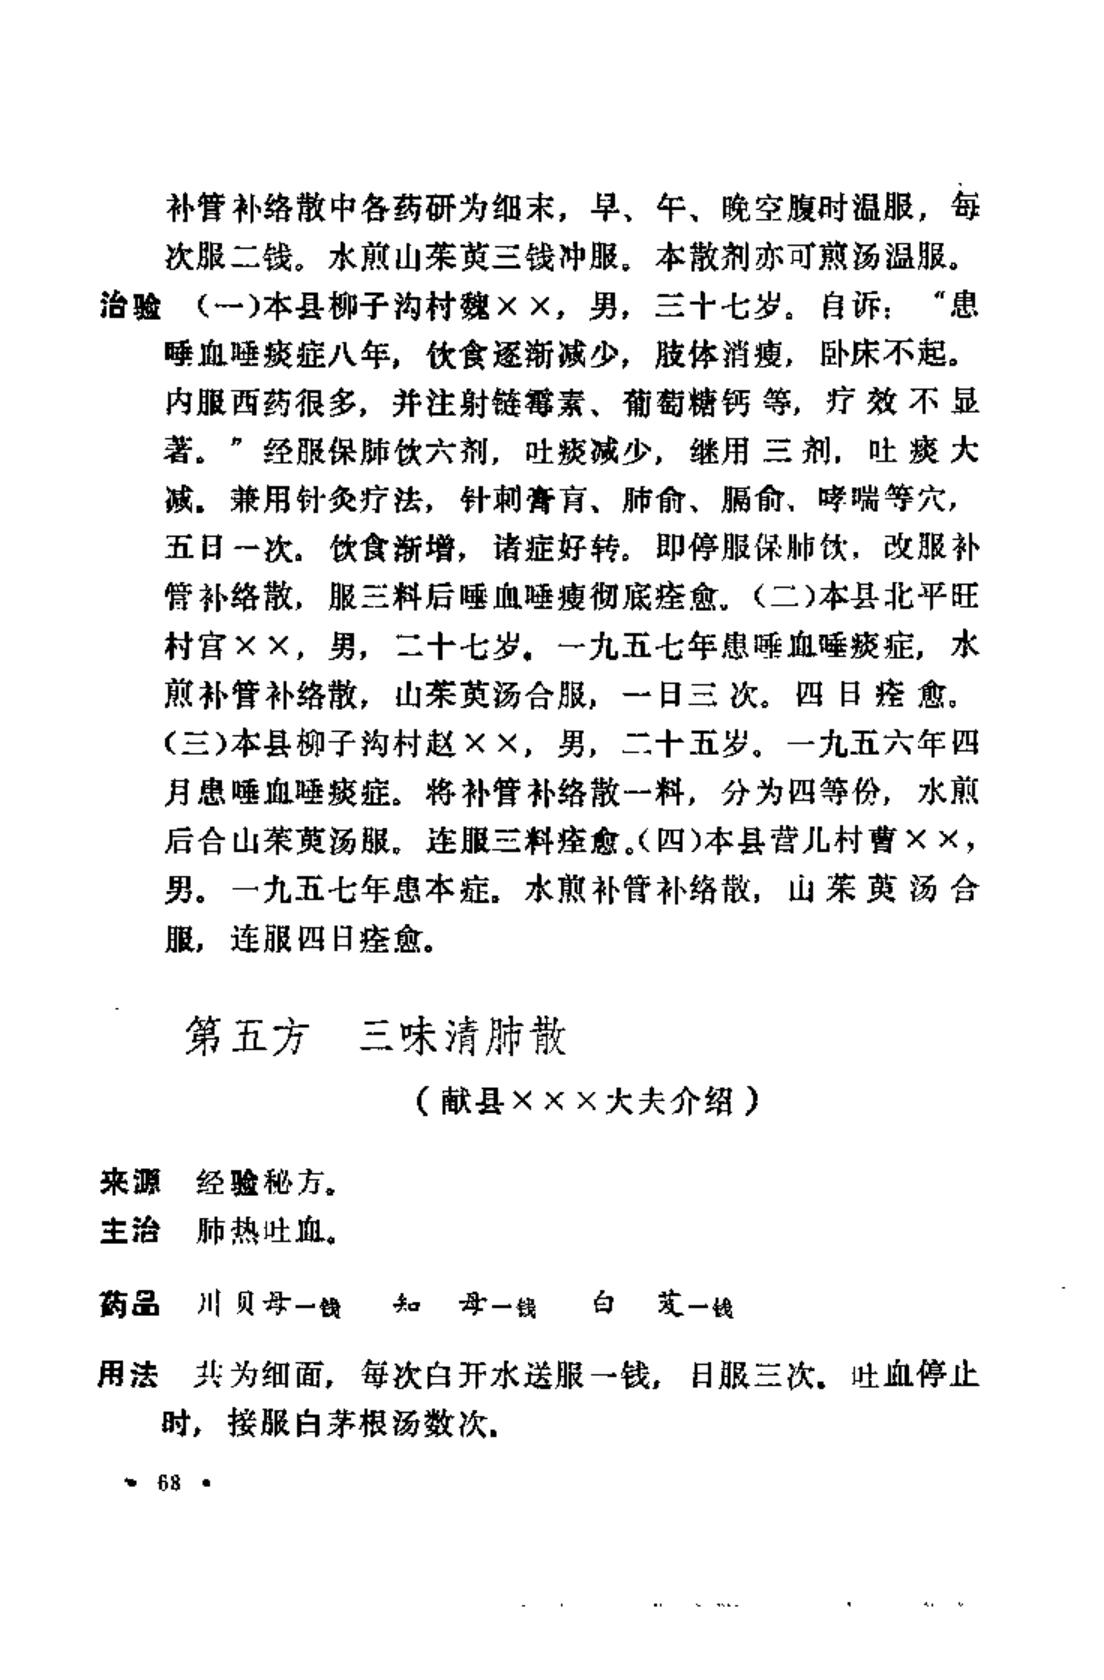 补管补络散中各药研为细末，早、午、晚空腹时温服，每
次服二钱。水煎山茱萸三钱冲服。本散剂亦可煎汤温服。
治验 （一）本县柳子沟村魏××，男，三十七岁。自诉：“患
唾血唾痰症八年，饮食逐渐减少，肢体消瘦，卧床不起。
内服西药很多，并注射链霉素、葡萄糖钙等，疗效不显
著。”经服保肺饮六剂，吐痰减少，继用三剂，吐痰大
减。兼用针灸疗法，针刺膏肓、肺俞、膈俞、哮喘等穴，
五日一次。饮食渐增，诸症好转。即停服保肺饮，改服补
管补络散，服三料后唾血唾瘦彻底痊愈。（二）本县北平旺
村宫××，男，二十七岁。一九五七年患唾血唾痰症，水
煎补管补络散，山茱萸汤合服，一日三次。四日痊愈。
（三）本县柳子沟村赵××，男，二十五岁。一九五六年四
月患唾血唾痰症。将补管补络散一料，分为四等份，水煎
后合山茱萸汤服。连服三料痊愈。（四）本县营儿村曹××，
男。一九五七年患本症。水煎补管补络散，山茱萸汤合
服，连服四日痊愈。
第五方 三味清肺散
（献县×××大夫介绍）
来源 经验秘方。
主治 肺热吐血。
药品 川贝母一钱 知母一钱 白芨一钱
用法 共为细面，每次白开水送服一钱，日服三次。吐血停止
时，接服白茅根汤数次。
• 68 •